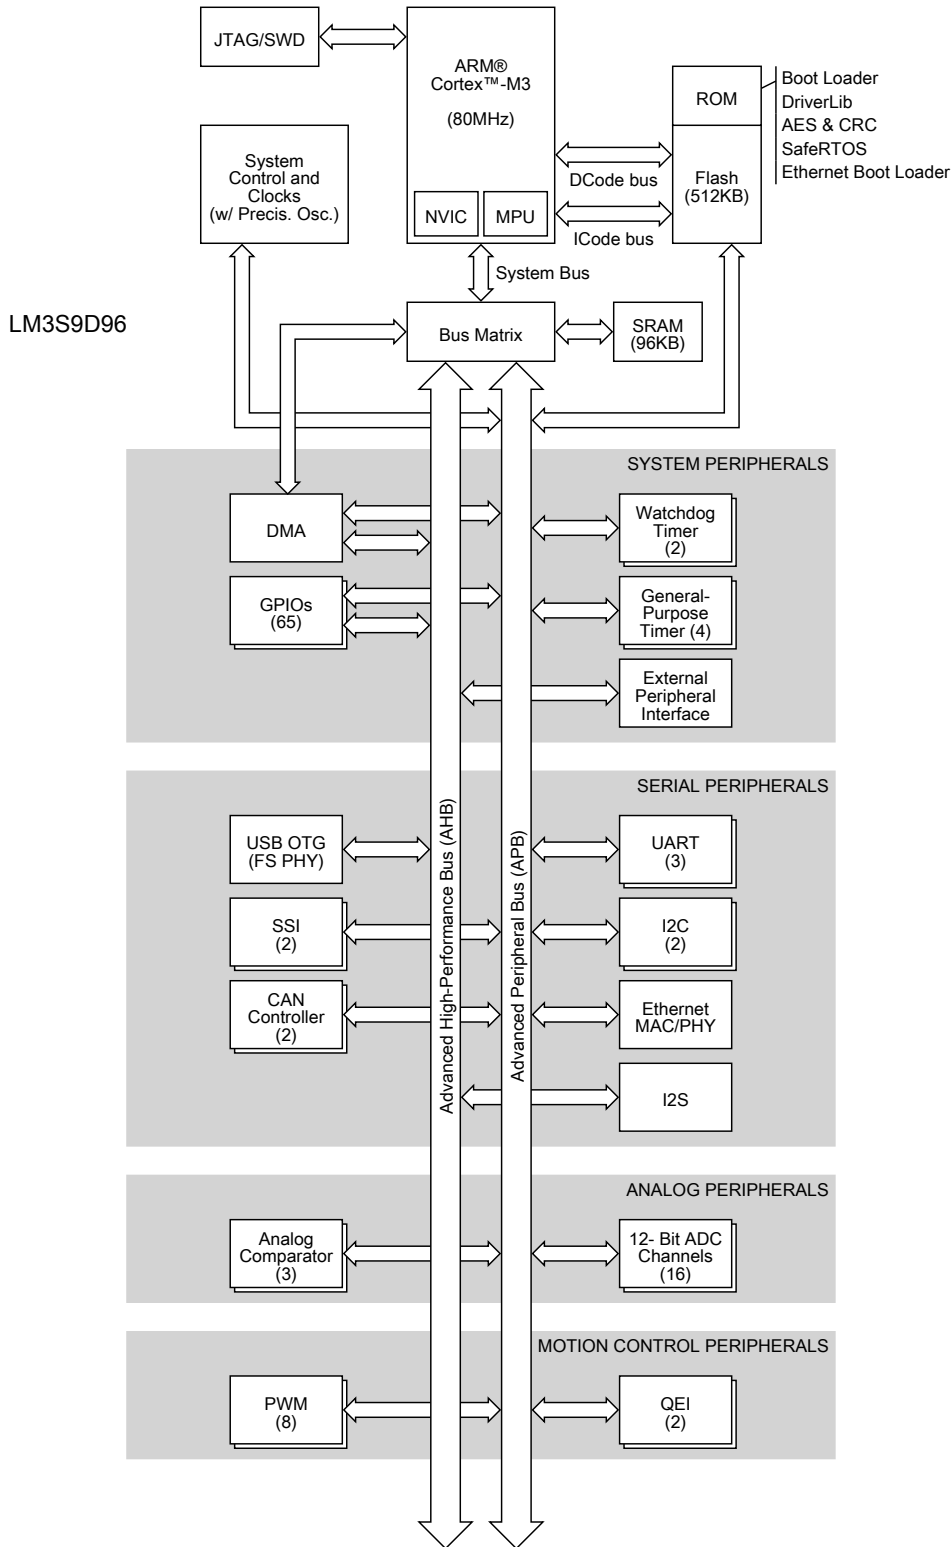 JTAG/SWD
ARM®
Cortex™-M3
(80MHz)
NVIC
MPU
ROM
Flash
(512KB)
Boot Loader
DriverLib
AES & CRC
SafeRTOS
Ethernet Boot Loader
System
Control and
Clocks
(w/ Precis. Osc.)
DCode bus
ICode bus
System Bus
LM3S9D96
Bus Matrix
SRAM
(96KB)
SYSTEM PERIPHERALS
DMA
Watchdog
Timer
(2)
GPIOs
(65)
General-
Purpose
Timer (4)
External
Peripheral
Interface
Advanced High-Performance Bus (AHB)
Advanced Peripheral Bus (APB)
SERIAL PERIPHERALS
USB OTG
(FS PHY)
UART
(3)
SSI
(2)
I2C
(2)
CAN
Controller
(2)
Ethernet
MAC/PHY
I2S
ANALOG PERIPHERALS
Analog
Comparator
(3)
12- Bit ADC
Channels
(16)
MOTION CONTROL PERIPHERALS
PWM
(8)
QEI
(2)